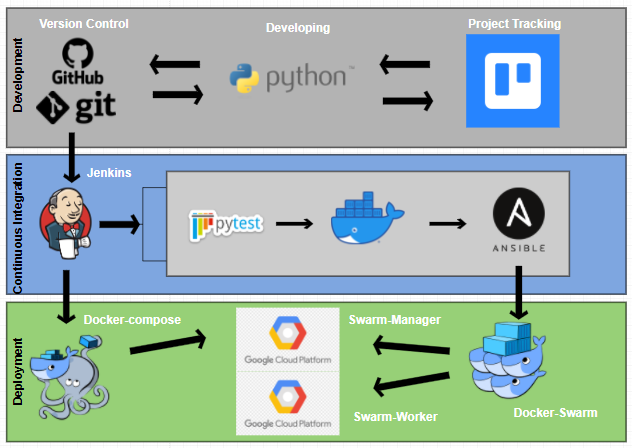 Version Control
Developing
Project Tracking
Development
GitHub
git
python™
Continuous Integration
Jenkins
pytest
ANSIBLE
Deployment
Docker-compose
Google Cloud Platform
Swarm-Manager
Google Cloud Platform
Swarm-Worker
Docker-Swarm